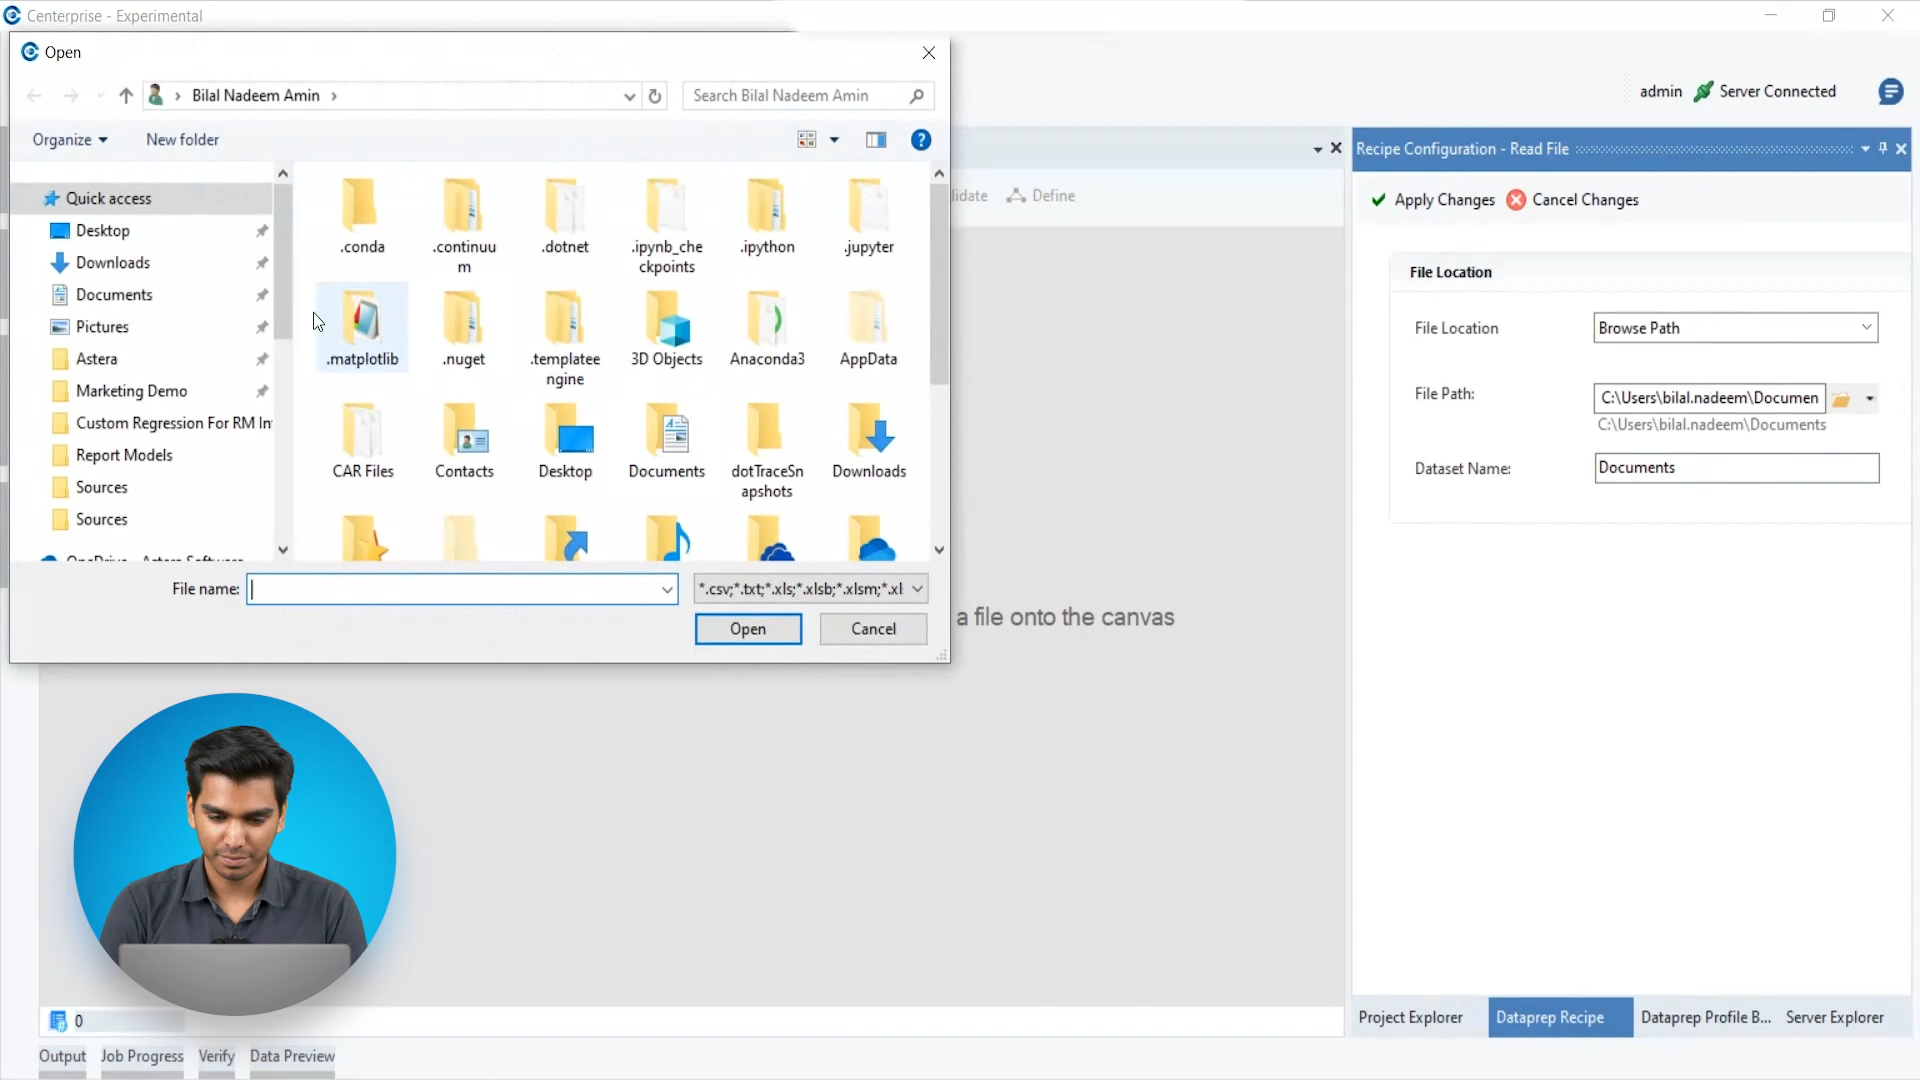 Centerprise - Experimental
Open
Bilal Nadeem Amin
Search Bilal Nadeem Amin
admin
Server Connected
Organize
New folder
Recipe Configuration - Read File
Quick access
Desktop
Downloads
Documents
Pictures
Astera
Marketing Demo
Custom Regression For RM In
Report Models
Sources
Sources
.conda
.continuu
m
.dotnet
.ipynb_che
ckpoints
.ipython
.jupyter
.matplotlib
.nuget
.templatee
ngine
3D Objects
Anaconda3
AppData
CAR Files
Contacts
Desktop
Documents
dotTraceSn
apshots
Downloads
File name:
*.csv;*.txt;*.xls;*.xlsb;*.xlsm;*.xl
Open
Cancel
lidate
Define
a file onto the canvas
Apply Changes
Cancel Changes
File Location
File Location
Browse Path
File Path:
C:\Users\bilal.nadeem\Documen
C:\Users\bilal.nadeem\Documents
Dataset Name:
Documents
0
Project Explorer
Dataprep Recipe
Dataprep Profile B...
Server Explorer
Output
Job Progress
Verify
Data Preview